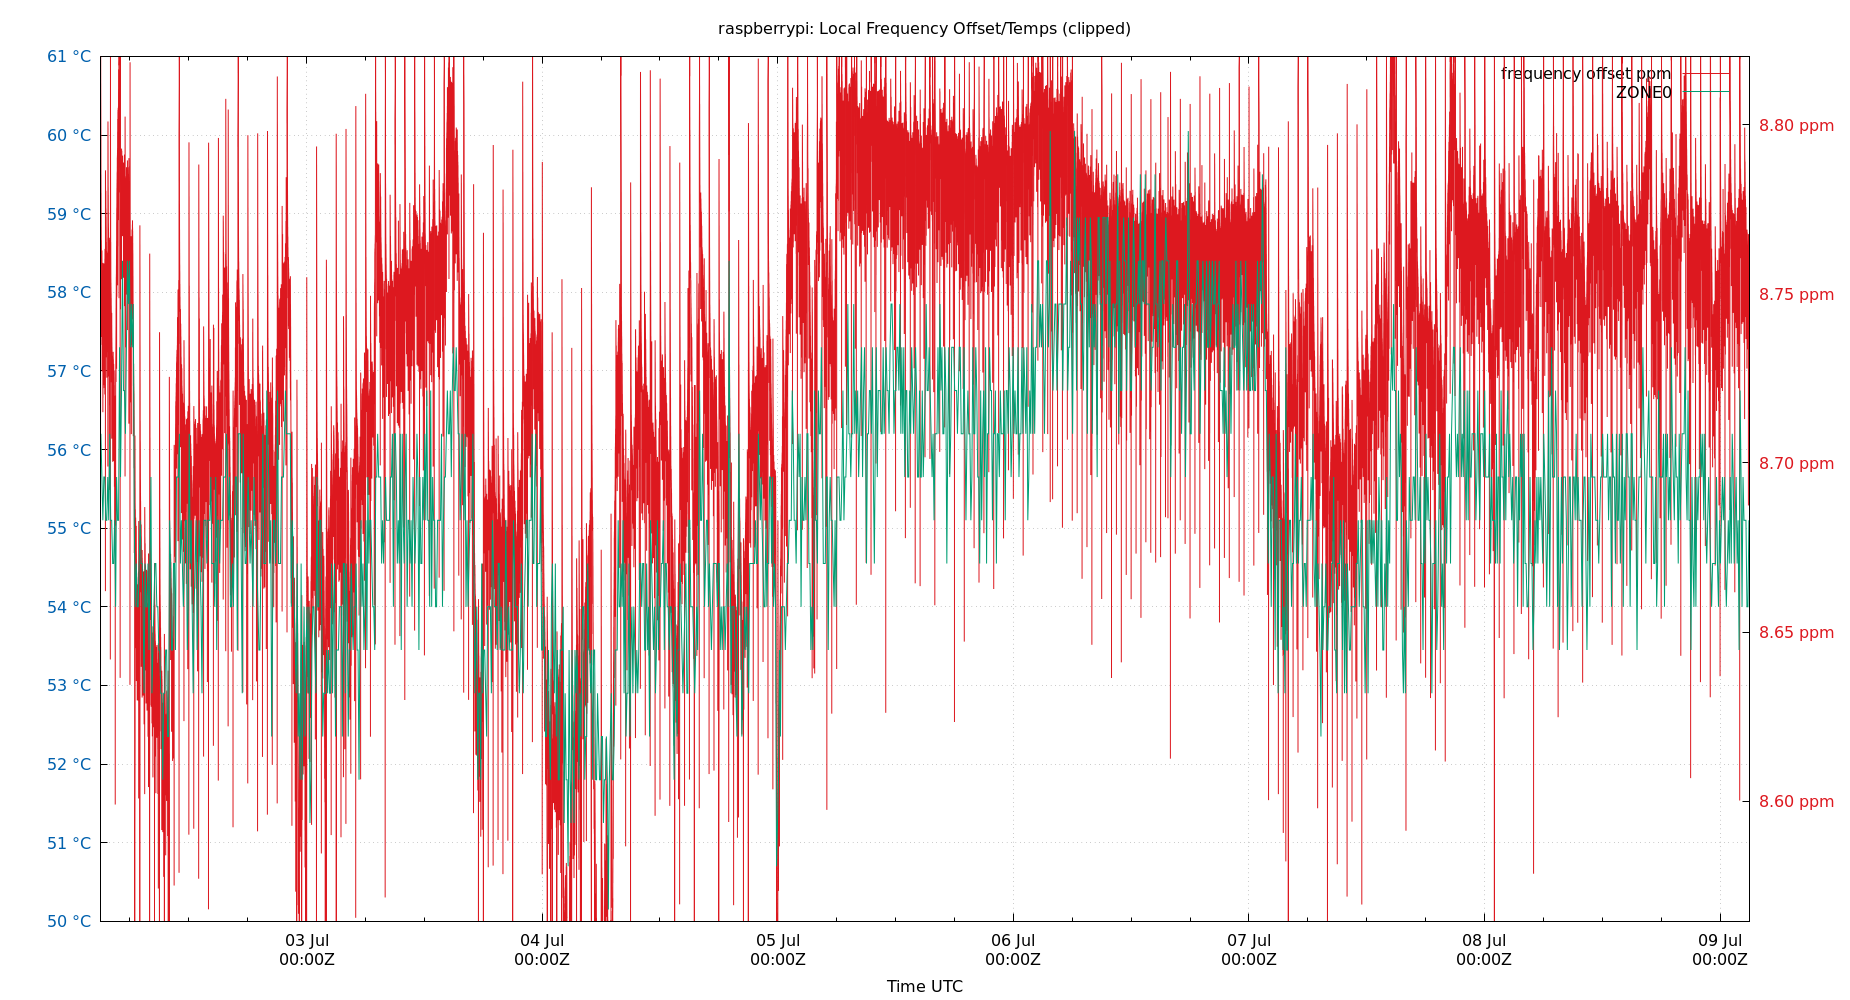 raspberrypi: Local Frequency Offset/Temps (clipped)
61 °C
60 °C
59 °C
58 °C
57 °C
56 °C
55 °C
54 °C
53 °C
52 °C
51 °C
50 °C
frequency offset ppm
ZONE0
8.80 ppm
8.75 ppm
8.70 ppm
8.65 ppm
8.60 ppm
03 Jul
00:00Z
04 Jul
00:00Z
05 Jul
00:00Z
06 Jul
00:00Z
07 Jul
00:00Z
08 Jul
00:00Z
09 Jul
00:00Z
Time UTC